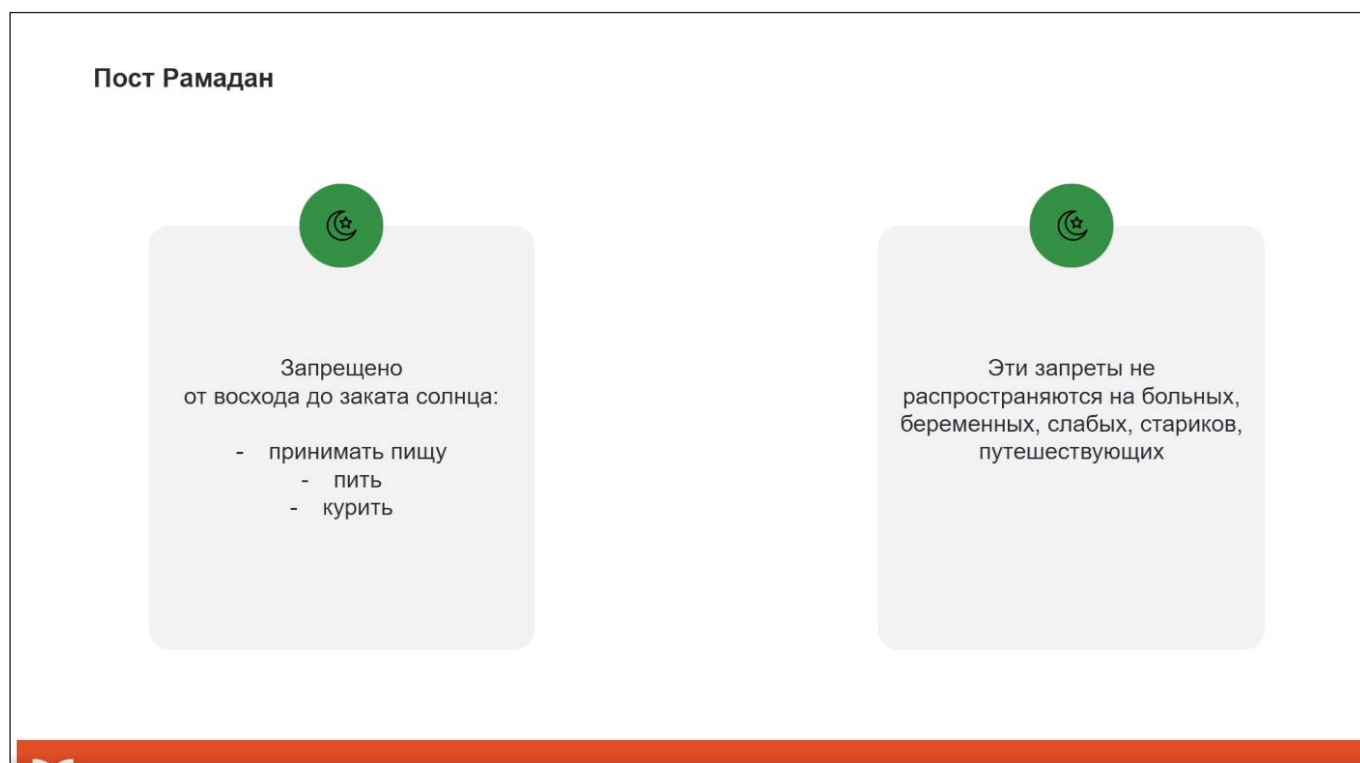 Пост Рамадан
Запрещено
от восхода до заката солнца:
- принимать пищу
- пить
- курить
Эти запреты не
распространяются на больных,
беременных, слабых, стариков,
путешествующих